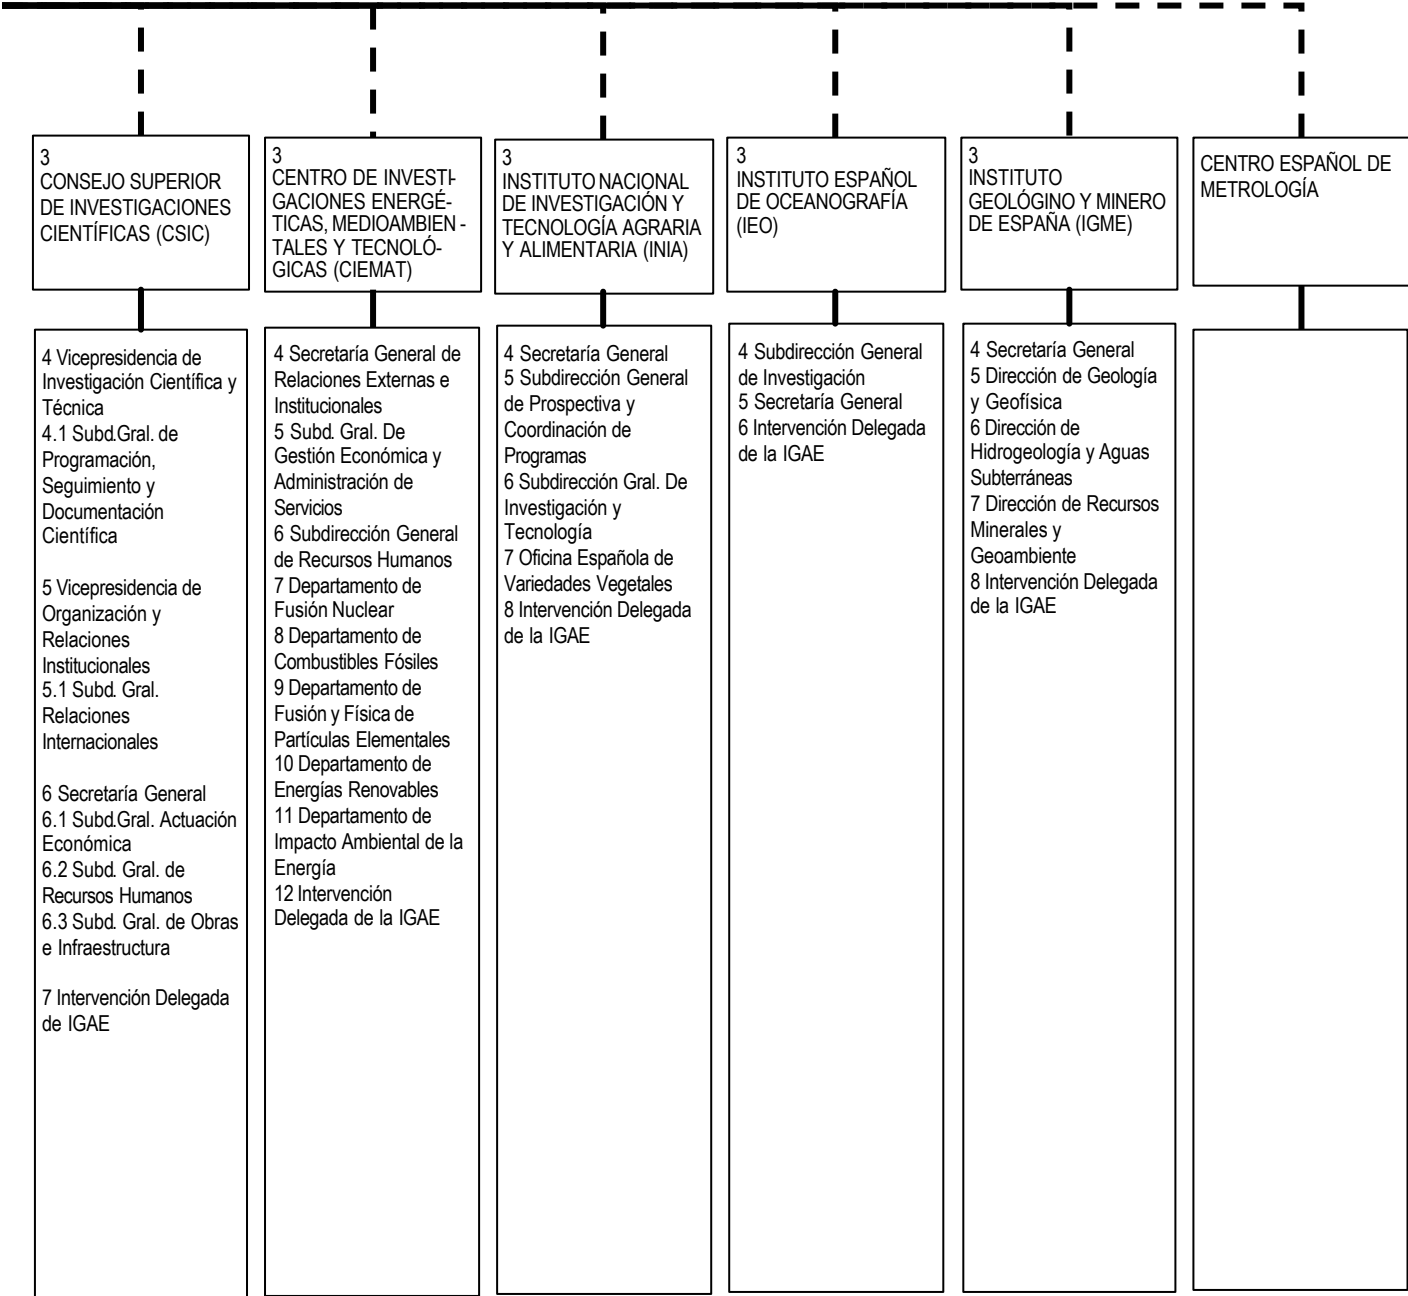 3
CONSEJO SUPERIOR
DE INVESTIGACIONES
CIENTÍFICAS (CSIC)
3
CENTRO DE INVESTI-
GACIONES ENERGÉ-
TICAS, MEDIOAMBIEN -
TALES Y TECNOLÓ-
GICAS (CIEMAT)
3
INSTITUTO NACIONAL
DE INVESTIGACIÓN Y
TECNOLOGÍA AGRARIA
Y ALIMENTARIA (INIA)
3
INSTITUTO ESPAÑOL
DE OCEANOGRAFÍA
(IEO)
3
INSTITUTO
GEOLÓGINO Y MINERO
DE ESPAÑA (IGME)
CENTRO ESPAÑOL DE
METROLOGÍA
4 Vicepresidencia de
Investigación Científica y
Técnica
4.1 Subd.Gral. de
Programación,
Seguimiento y
Documentación
Científica
5 Vicepresidencia de
Organización y
Relaciones
Institucionales
5.1 Subd. Gral.
Relaciones
Internacionales
6 Secretaría General
6.1 Subd.Gral. Actuación
Económica
6.2 Subd. Gral. de
Recursos Humanos
6.3 Subd. Gral. de Obras
e Infraestructura
7 Intervención Delegada
de IGAE
4 Secretaría General de
Relaciones Externas e
Institucionales
5 Subd. Gral. De
Gestión Económica y
Administración de
Servicios
6 Subdirección General
de Recursos Humanos
7 Departamento de
Fusión Nuclear
8 Departamento de
Combustibles Fósiles
9 Departamento de
Fusión y Física de
Partículas Elementales
10 Departamento de
Energías Renovables
11 Departamento de
Impacto Ambiental de la
Energía
12 Intervención
Delegada de la IGAE
4 Secretaría General
5 Subdirección General
de Prospectiva y
Coordinación de
Programas
6 Subdirección Gral. De
Investigación y
Tecnología
7 Oficina Española de
Variedades Vegetales
8 Intervención Delegada
de la IGAE
4 Subdirección General
de Investigación
5 Secretaría General
6 Intervención Delegada
de la IGAE
4 Secretaría General
5 Dirección de Geología
y Geofísica
6 Dirección de
Hidrogeología y Aguas
Subterráneas
7 Dirección de Recursos
Minerales y
Geoambiente
8 Intervención Delegada
de la IGAE